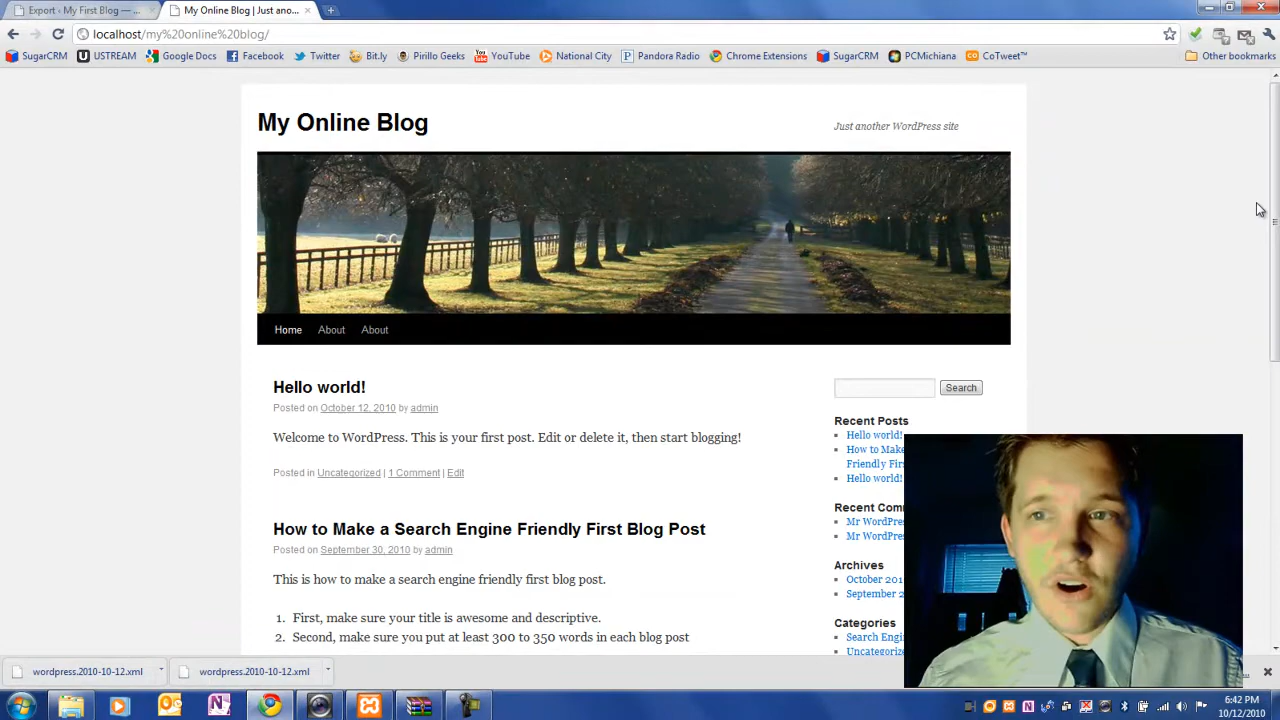 Export ‹ My First Blog — ...
My Online Blog | Just ano...
localhost/my%20online%20blog/
SugarCRM USTREAM Google Docs Facebook Twitter Bit.ly Pirillo Geeks YouTube National City Pandora Radio Chrome Extensions SugarCRM PCMichiana CoTweet™ Other bookmarks
My Online Blog
Just another WordPress site
Home About About
Hello world!
Posted on October 12, 2010 by admin
Welcome to WordPress. This is your first post. Edit or delete it, then start blogging!
Posted in Uncategorized | 1 Comment | Edit
How to Make a Search Engine Friendly First Blog Post
Posted on September 30, 2010 by admin
This is how to make a search engine friendly first blog post.
1. First, make sure your title is awesome and descriptive.
2. Second, make sure you put at least 300 to 350 words in each blog post
Search
Recent Posts
Hello world!
How to Make
Friendly Fir
Hello world!
Recent Com
Mr WordPre
Mr WordPre
Archives
October 201
September 2
Categories
Search Engi
Uncategoriz
wordpress.2010-10-12.xml
wordpress.2010-10-12.xml
6:42 PM
10/12/2010